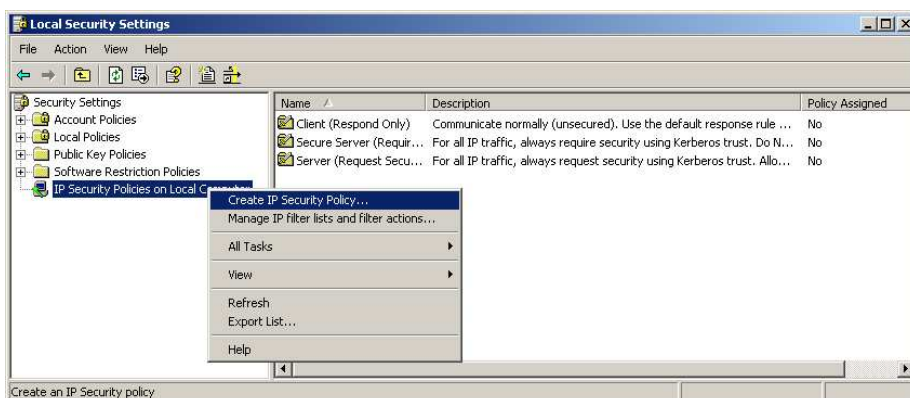 Local Security Settings
File Action View Help
Security Settings
Account Policies
Local Policies
Public Key Policies
Software Restriction Policies
IP Security Policies on Local
Name Description Policy Assigned
Client (Respond Only) Communicate normally (unsecured). Use the default response rule ... No
Secure Server (Requir... For all IP traffic, always require security using Kerberos trust. Do N... No
Server (Request Secu... For all IP traffic, always request security using Kerberos trust. Allo... No
Create IP Security Policy...
Manage IP filter lists and filter actions...
All Tasks
View
Refresh
Export List...
Help
Create an IP Security policy